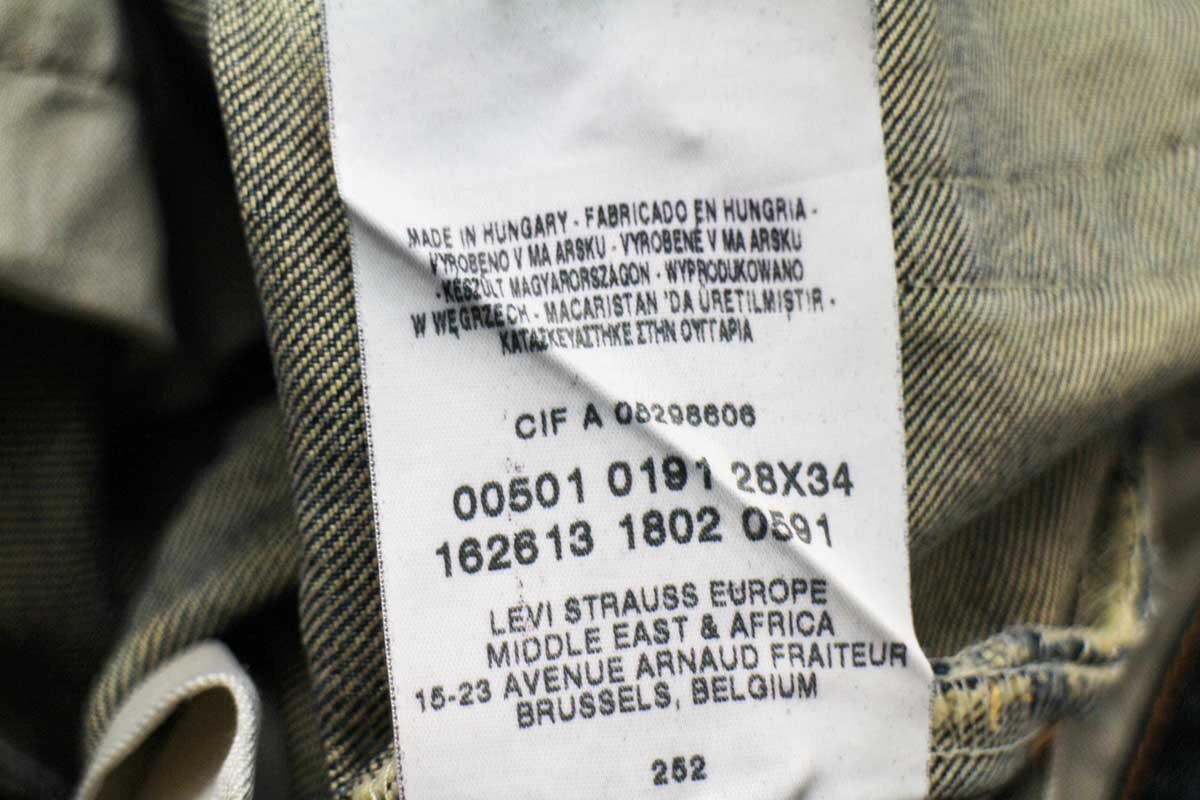 MADE IN HUNGARY - FABRICADO EN HUNGRIA -
VYROBENO V MA ARSKU - VYROBENÉ V MA ARSKU
- KÉSZÜLT MAGYARORSZÁGON - WYPRODUKOWANO
W WĘGRZECH - MACARISTAN 'DA ÜRETILMIŞTIR -
ΚΑΤΑΣΚΕΥΑΣΤΗΚΕ ΣΤΗΝ ΟΥΓΓΑΡΙΑ
CIF A 08298606
00501 0191 28X34
162613 1802 0591
LEVI STRAUSS EUROPE
MIDDLE EAST & AFRICA
15-23 AVENUE ARNAUD FRAITEUR
BRUSSELS, BELGIUM
252